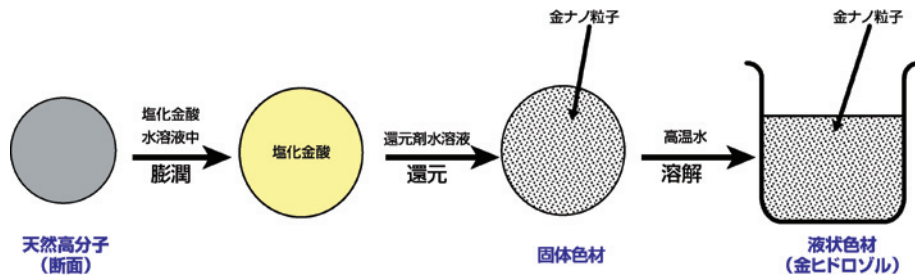 金ナノ粒子
金ナノ粒子
塩化金酸
水溶液中
膨潤
塩化金酸
還元剤水溶液
還元
高温水
溶解
天然高分子
（断面）
固体色材
液状色材
（金ヒドロゾル）